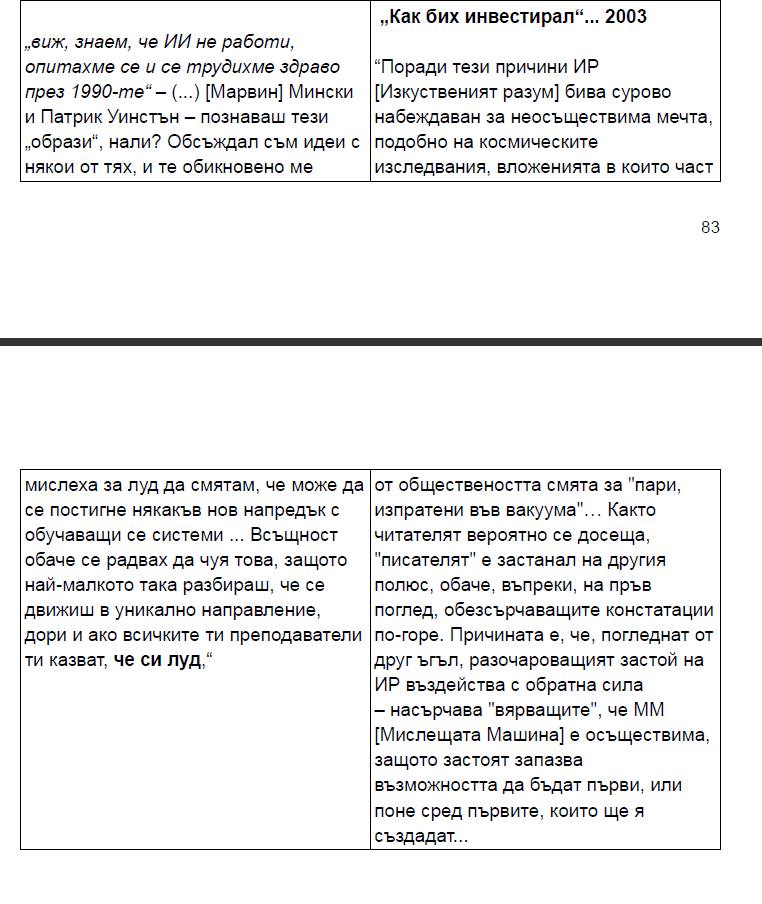 „виж, знаем, че ИИ не работи,
опитахме се и се трудихме здраво
през 1990-те“ – (...) [Марвин] Мински
и Патрик Уинстън – познаваш тези
„образи“, нали? Обсъждал съм идеи с
някои от тях, и те обикновено ме
„Как бих инвестирал“... 2003
“Поради тези причини ИР
[Изкуственият разум] бива сурово
набеждаван за неосъществима мечта,
подобно на космическите
изследвания, вложенията в които част
83
мислеха за луд да смятам, че може да
се постигне някакъв нов напредък с
обучаващи се системи ... Всъщност
обаче се радвах да чуя това, защото
най-малкото така разбираш, че се
движиш в уникално направление,
дори и ако всичките ти преподаватели
ти казват, че си луд,“
от обществеността смята за "пари,
изпратени във вакуума"… Както
читателят вероятно се досеща,
"писателят" е застанал на другия
полюс, обаче, въпреки, на пръв
поглед, обезсърчаващите констатации
по-горе. Причината е, че, погледнат от
друг ъгъл, разочароващият застой на
ИР въздейства с обратна сила
– насърчава "вярващите", че ММ
[Мислещата Машина] е осъществима,
защото застоят запазва
възможността да бъдат първи, или
поне сред първите, които ще я
създадат...